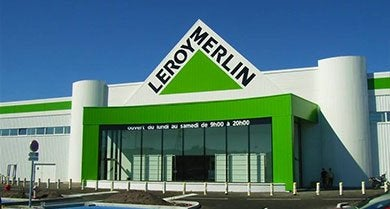 LEROY MERLIN
Ouvert du lundi au samedi de 9h00 à 20h00